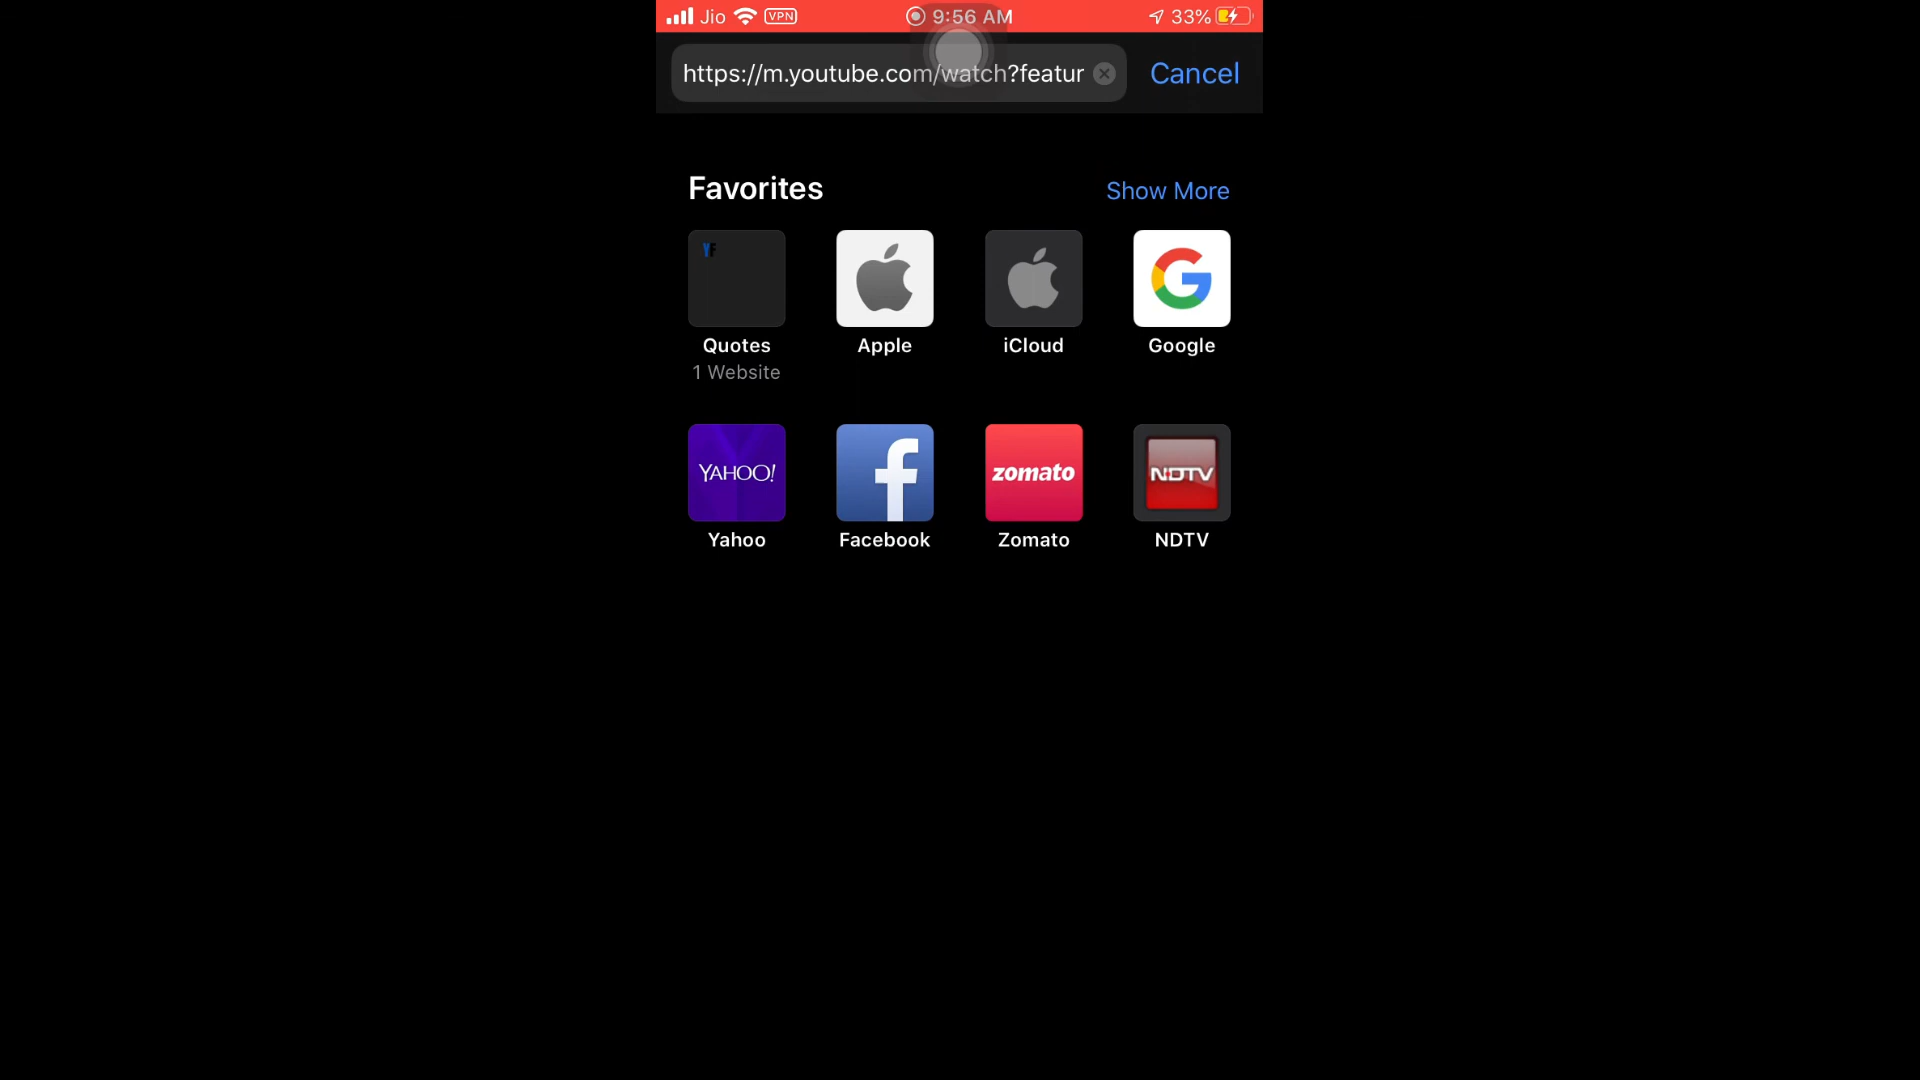 Jio VPN 9:56 AM 33%
https://m.youtube.com/watch?featur Cancel
Favorites Show More
YF
Quotes Apple iCloud Google
1 Website
YAHOO! f zomato NDTV
Yahoo Facebook Zomato NDTV